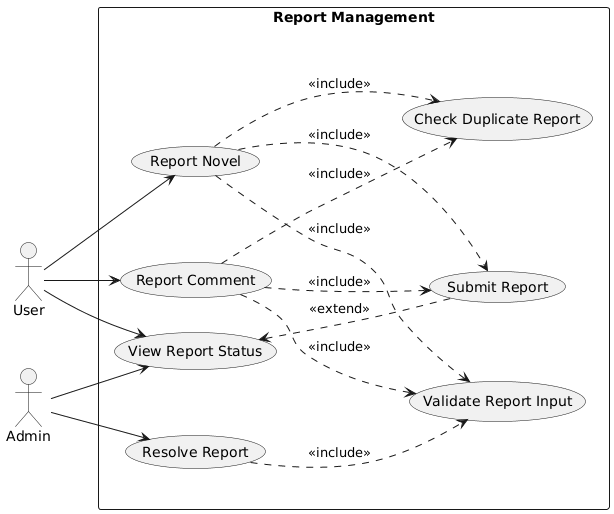 Report Management
«include»
Check Duplicate Report
«include»
Report Novel
«include»
«include»
Report Comment
«include»
Submit Report
User
«extend»
View Report Status
«include»
Validate Report Input
Admin
Resolve Report
«include»